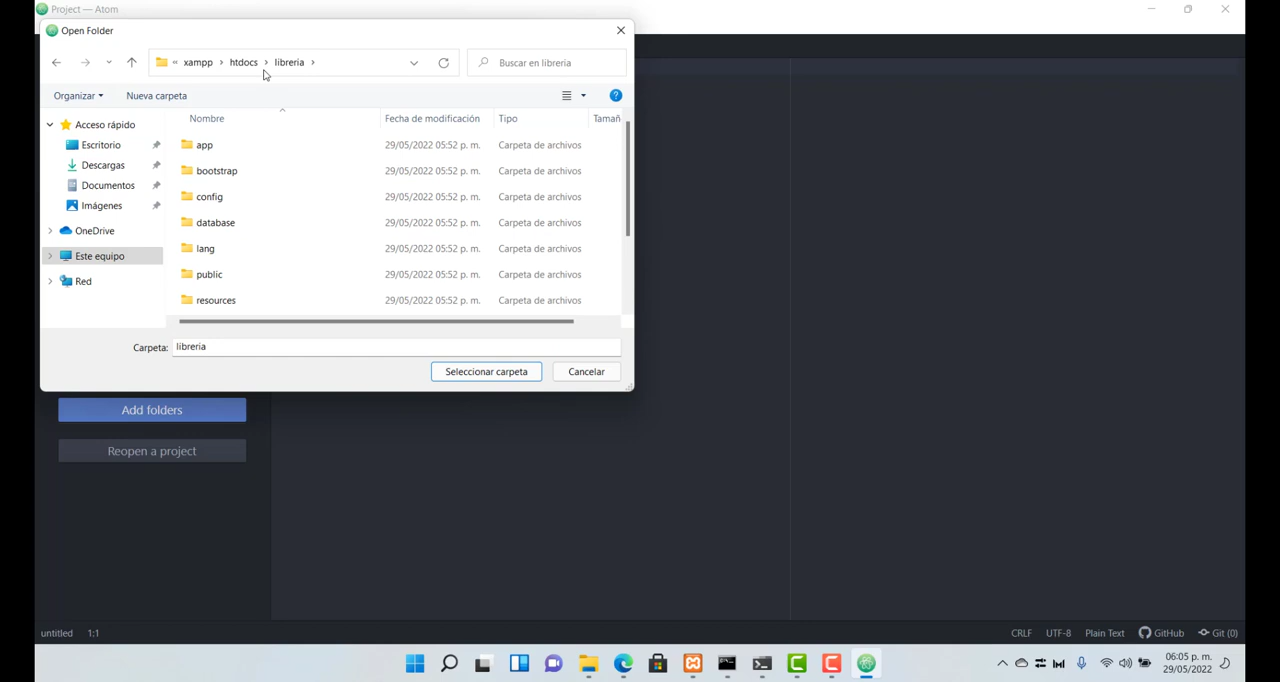 Project — Atom
Open Folder
« xampp › htdocs › libreria ›
Buscar en libreria
Organizar
Nueva carpeta
Nombre
Fecha de modificación
Tipo
Tamañ
Acceso rápido
Escritorio
Descargas
Documentos
Imágenes
OneDrive
Este equipo
Red
app 29/05/2022 05:52 p. m. Carpeta de archivos
bootstrap 29/05/2022 05:52 p. m. Carpeta de archivos
config 29/05/2022 05:52 p. m. Carpeta de archivos
database 29/05/2022 05:52 p. m. Carpeta de archivos
lang 29/05/2022 05:52 p. m. Carpeta de archivos
public 29/05/2022 05:52 p. m. Carpeta de archivos
resources 29/05/2022 05:52 p. m. Carpeta de archivos
Carpeta: libreria
Seleccionar carpeta
Cancelar
Add folders
Reopen a project
untitled 1:1
CRLF UTF-8 Plain Text GitHub Git (0)
06:05 p. m.
29/05/2022